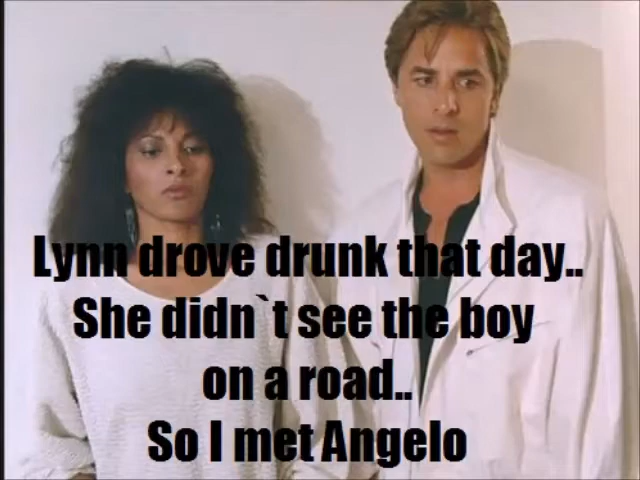 Lynn drove drunk that day..
She didn`t see the boy
on a road..
So I met Angelo